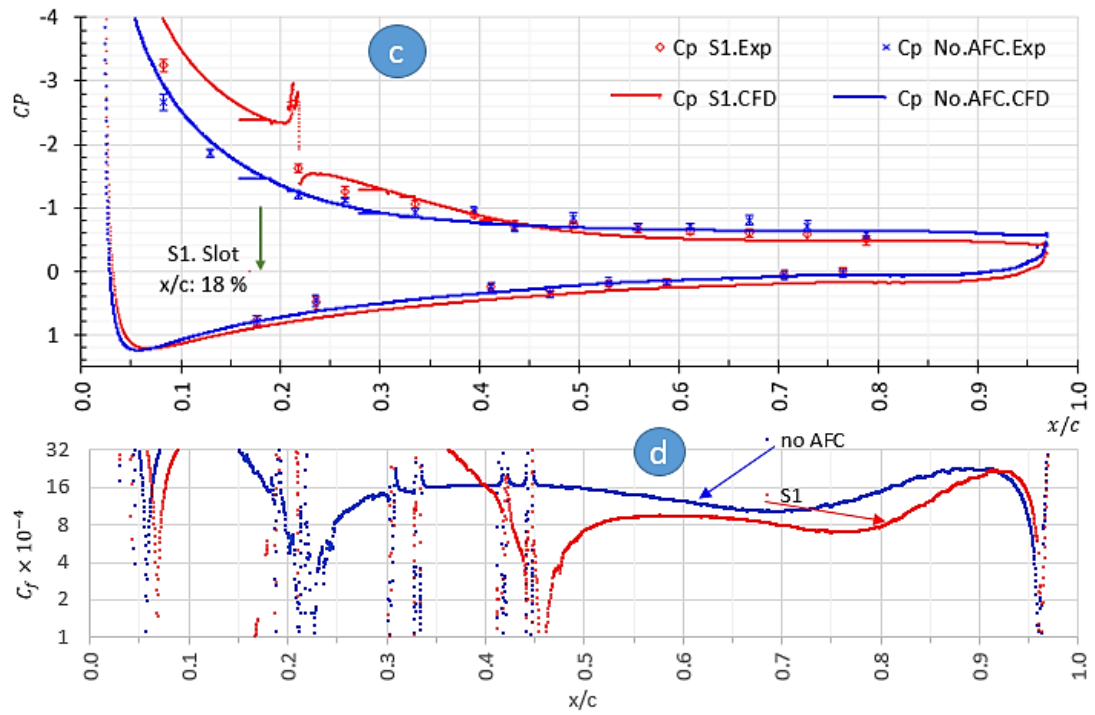 -4
-3
-2
-1
0
1
CP
c
Cp S1.Exp
Cp No.AFC.Exp
Cp S1.CFD
Cp No.AFC.CFD
S1. Slot
x/c: 18 %
0.0 0.1 0.2 0.3 0.4 0.5 0.6 0.7 0.8 0.9 1.0
x/c
32
16
8
4
2
1
C_f × 10⁻⁴
d
no AFC
S1
0.0 0.1 0.2 0.3 0.4 0.5 0.6 0.7 0.8 0.9 1.0
x/c